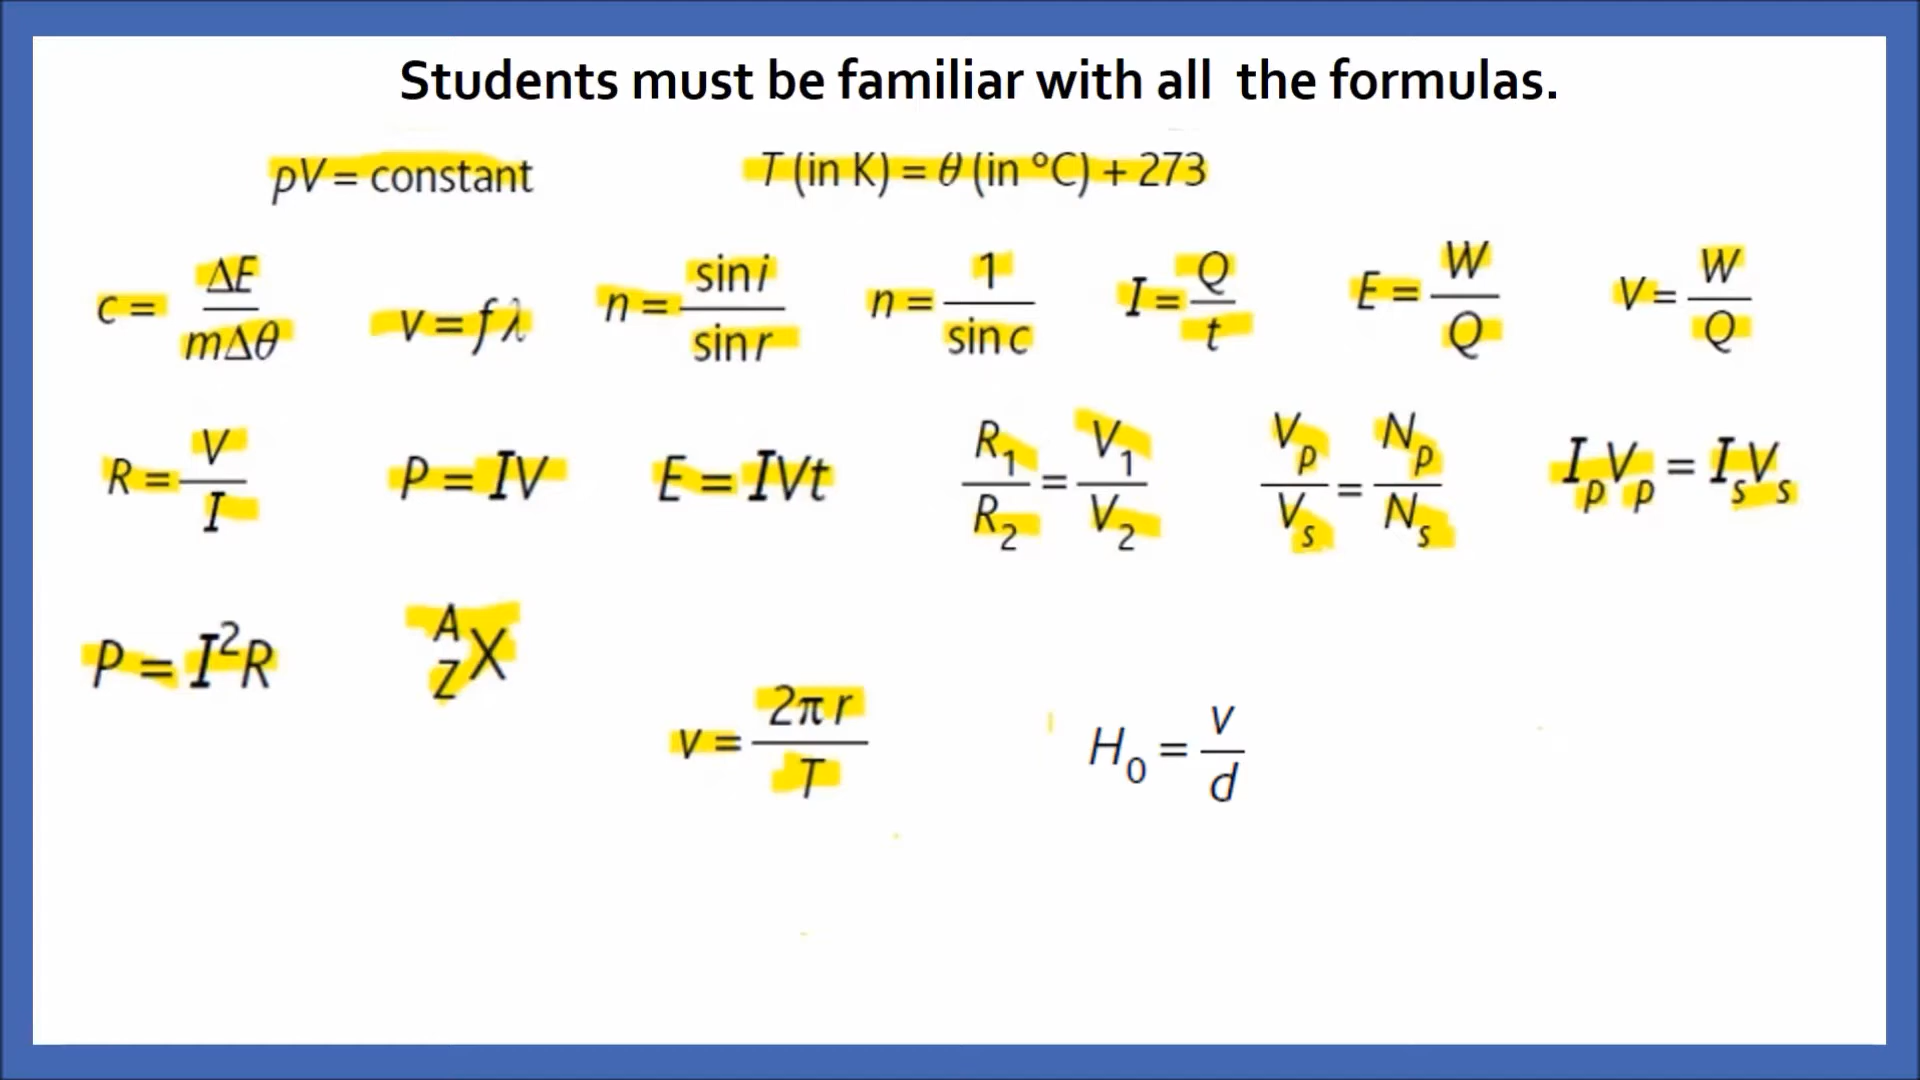 Students must be familiar with all  the formulas.
pV = constant
T (in K) = θ (in °C) + 273
c = ΔE / mΔθ
v = fλ
n = sin i / sin r
n = 1 / sin c
I = Q / t
E = W / Q
V = W / Q
R = V / I
P = IV
E = IVt
R₁ / R₂ = V₁ / V₂
Vₚ / Vₛ = Nₚ / Nₛ
IₚVₚ = IₛVₛ
P = I²R
A
Z X
v = 2πr / T
H₀ = v / d